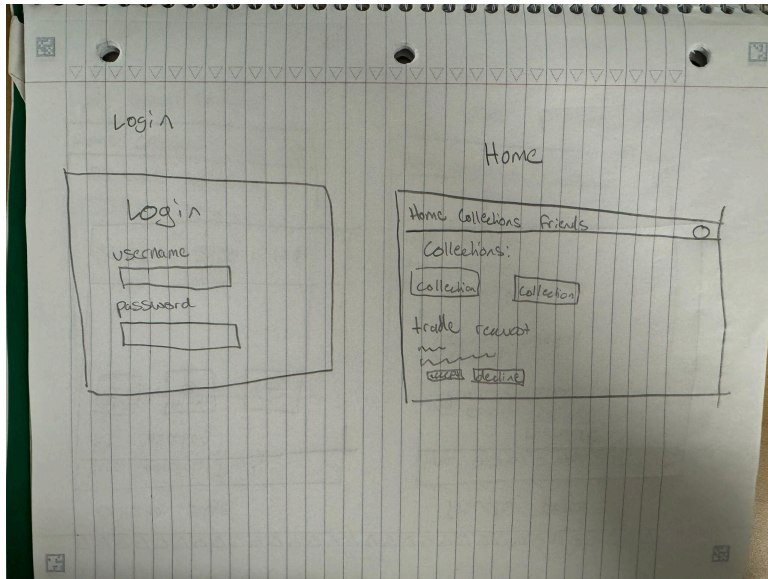 Login
Login
username
password
Home
Home Collections Friends
Collections:
Collection
Collection
trade request
decline